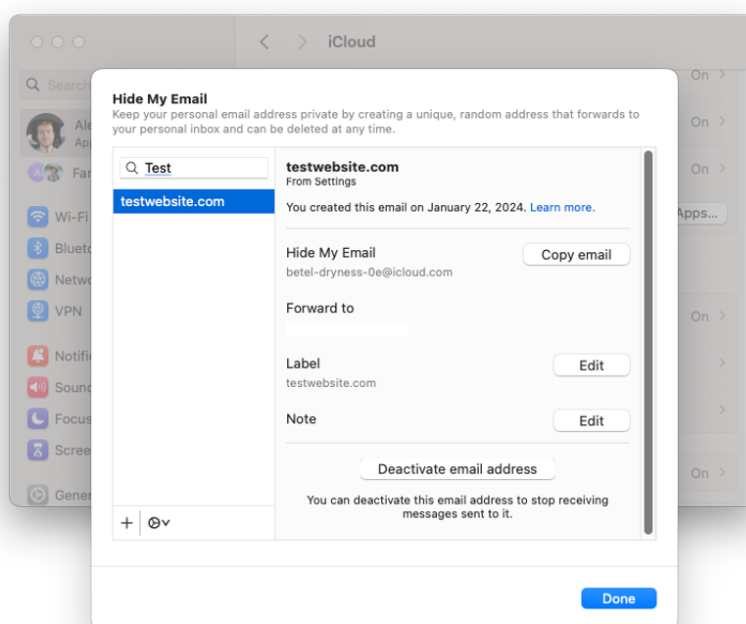 iCloud
Search
On
Hide My Email
Keep your personal email address private by creating a unique, random address that forwards to
your personal inbox and can be deleted at any time.
On
On
Apps...
On
On
Wi-Fi
VPN
Focus
Test
testwebsite.com
testwebsite.com
From Settings
You created this email on January 22, 2024. Learn more.
Hide My Email
Copy email
betel-dryness-0e@icloud.com
Forward to
Label
Edit
testwebsite.com
Note
Edit
Deactivate email address
You can deactivate this email address to stop receiving
messages sent to it.
Done